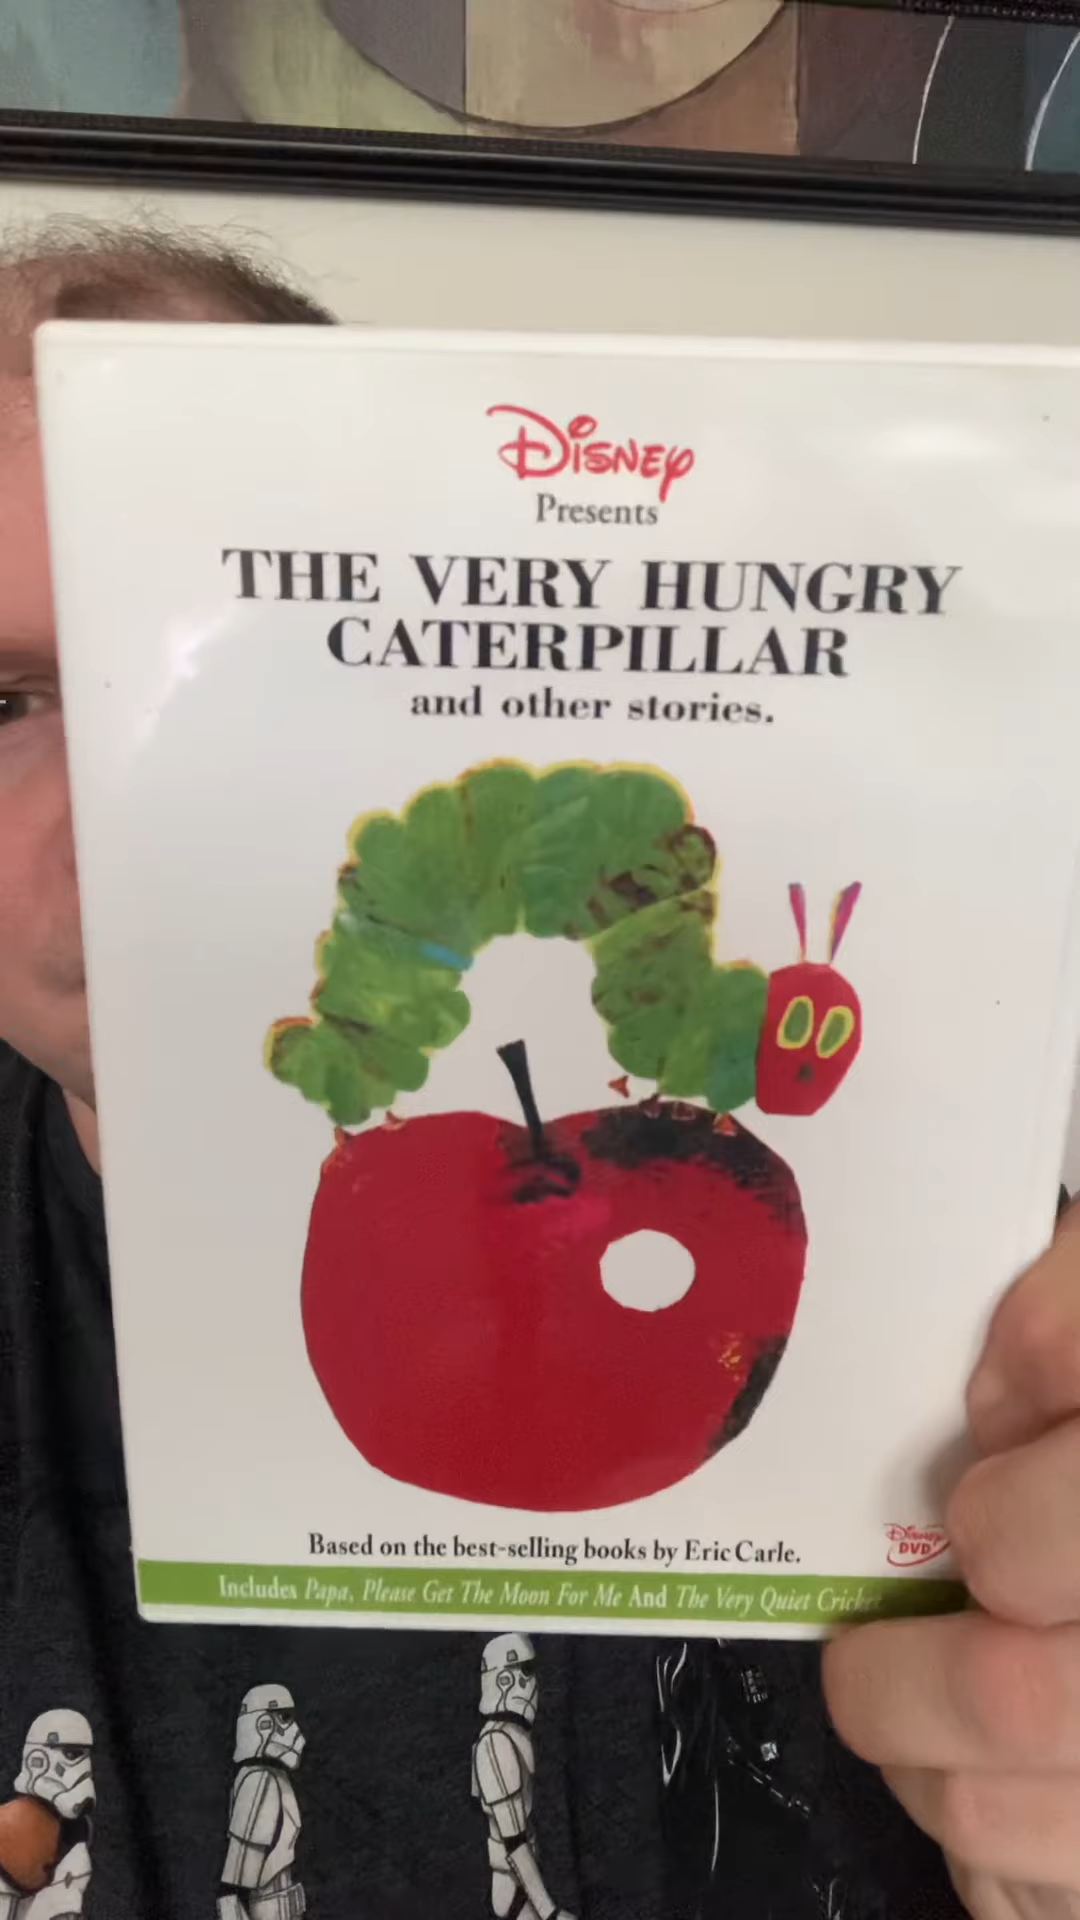 Disney
Presents
THE VERY HUNGRY
CATERPILLAR
and other stories.
Based on the best-selling books by Eric Carle.
Disney
DVD
Includes Papa, Please Get The Moon For Me And The Very Quiet Cricket